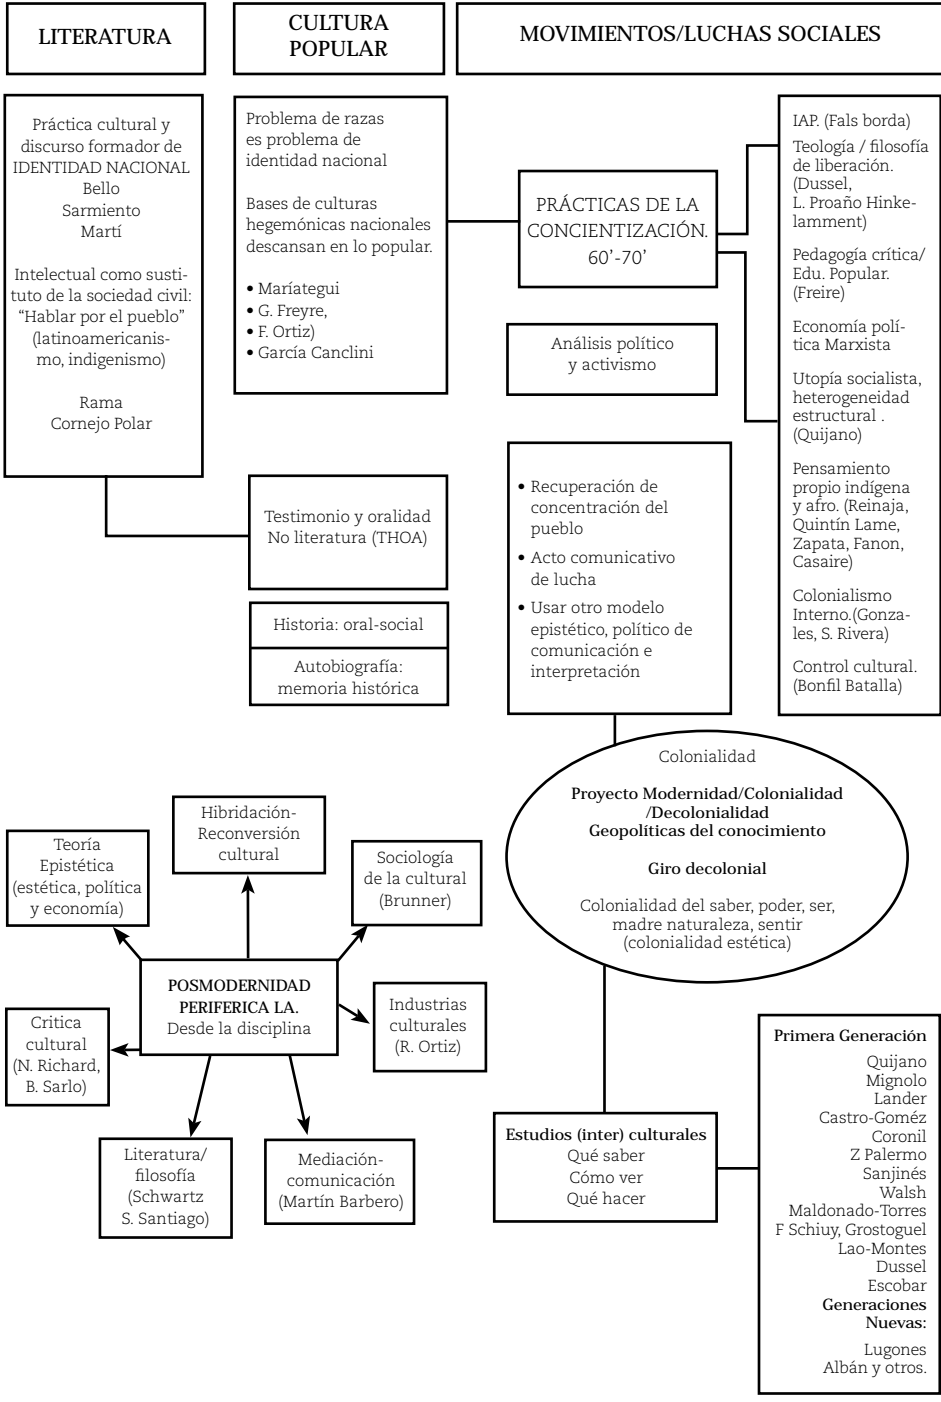 LITERATURA
CULTURA
POPULAR
MOVIMIENTOS/LUCHAS SOCIALES
Práctica cultural y
discurso formador de
IDENTIDAD NACIONAL
Bello
Sarmiento
Martí
Intelectual como susti-
tuto de la sociedad civil:
“Hablar por el pueblo”
(latinoamericanis-
mo, indigenismo)
Rama
Cornejo Polar
Problema de razas
es problema de
identidad nacional
Bases de culturas
hegemónicas nacionales
descansan en lo popular.
• Maríategui
• G. Freyre,
• F. Ortiz)
• García Canclini
PRÁCTICAS DE LA
CONCIENTIZACIÓN.
60’-70’
Análisis político
y activismo
IAP. (Fals borda)
Teología / filosofía
de liberación.
(Dussel,
L. Proaño Hinke-
lamment)
Pedagogía crítica/
Edu. Popular.
(Freire)
Economía polí-
tica Marxista
Utopía socialista,
heterogeneidad
estructural .
(Quijano)
Pensamiento
propio indígena
y afro. (Reinaja,
Quintín Lame,
Zapata, Fanon,
Casaire)
Colonialismo
Interno.(Gonza-
les, S. Rivera)
Control cultural.
(Bonfil Batalla)
Testimonio y oralidad
No literatura (THOA)
Historia: oral-social
Autobiografía:
memoria histórica
• Recuperación de
concentración del
pueblo
• Acto comunicativo
de lucha
• Usar otro modelo
epistético, político de
comunicación e
interpretación
Colonialidad
Proyecto Modernidad/Colonialidad
/Decolonialidad
Geopolíticas del conocimiento
Giro decolonial
Colonialidad del saber, poder, ser,
madre naturaleza, sentir
(colonialidad estética)
Teoría
Epistética
(estética, política
y economía)
Hibridación-
Reconversión
cultural
Sociología
de la cultural
(Brunner)
POSMODERNIDAD
PERIFERICA LA.
Desde la disciplina
Industrias
culturales
(R. Ortiz)
Critica
cultural
(N. Richard,
B. Sarlo)
Literatura/
filosofía
(Schwartz
S. Santiago)
Mediación-
comunicación
(Martín Barbero)
Estudios (inter) culturales
Qué saber
Cómo ver
Qué hacer
Primera Generación
Quijano
Mignolo
Lander
Castro-Goméz
Coronil
Z Palermo
Sanjinés
Walsh
Maldonado-Torres
F Schiuy, Grostoguel
Lao-Montes
Dussel
Escobar
Generaciones
Nuevas:
Lugones
Albán y otros.